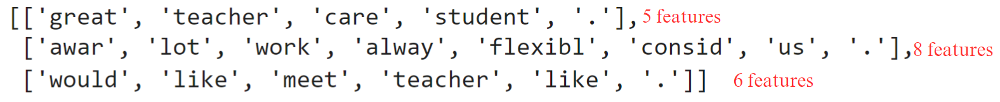 [['great', 'teacher', 'care', 'student', '.'], 5 features
['awar', 'lot', 'work', 'alway', 'flexibl', 'consid', 'us', '.'], 8 features
['would', 'like', 'meet', 'teacher', 'like', '.']] 6 features